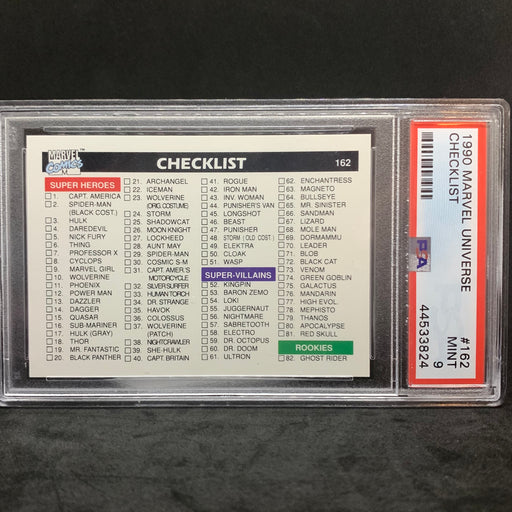 MARVEL
COMICS
CHECKLIST
162
SUPER HEROES
1. CAPT. AMERICA
2. SPIDER-MAN
(BLACK COST.)
3. HULK
4. DAREDEVIL
5. NICK FURY
6. THING
7. PROFESSOR X
8. CYCLOPS
9. MARVEL GIRL
10. WOLVERINE
11. PHOENIX
12. POWER MAN
13. DAZZLER
14. DAGGER
15. QUASAR
16. SUB-MARINER
17. HULK (GRAY)
18. THOR
19. MR. FANTASTIC
20. BLACK PANTHER
21. ARCHANGEL
22. ICEMAN
23. WOLVERINE
(ORIG. COSTUME)
24. STORM
25. SHADOWCAT
26. MOON KNIGHT
27. LOCKHEED
28. AUNT MAY
29. SPIDER-MAN
30. COSMIC S-M
31. CAPT. AMER.'S
MOTORCYCLE
32. SILVER SURFER
33. HUMAN TORCH
34. DR. STRANGE
35. HAVOK
36. COLOSSUS
37. WOLVERINE
(PATCH)
38. NIGHTCRAWLER
39. SHE-HULK
40. CAPT. BRITAIN
41. ROGUE
42. IRON MAN
43. INV. WOMAN
44. PUNISHER'S VAN
45. LONGSHOT
46. BEAST
47. PUNISHER
48. STORM (OLD COST.)
49. ELEKTRA
50. CLOAK
51. WASP
SUPER-VILLAINS
52. KINGPIN
53. BARON ZEMO
54. LOKI
55. JUGGERNAUT
56. NIGHTMARE
57. SABRETOOTH
58. ELECTRO
59. DR. OCTOPUS
60. DR. DOOM
61. ULTRON
62. ENCHANTRESS
63. MAGNETO
64. BULLSEYE
65. MR. SINISTER
66. SANDMAN
67. LIZARD
68. MOLE MAN
69. DORMAMMU
70. LEADER
71. BLOB
72. BLACK CAT
73. VENOM
74. GREEN GOBLIN
75. GALACTUS
76. MANDARIN
77. HIGH EVOL.
78. MEPHISTO
79. THANOS
80. APOCALYPSE
81. RED SKULL
ROOKIES
82. GHOST RIDER
1990 MARVEL UNIVERSE #162
CHECKLIST MINT
9
PSA 44533824